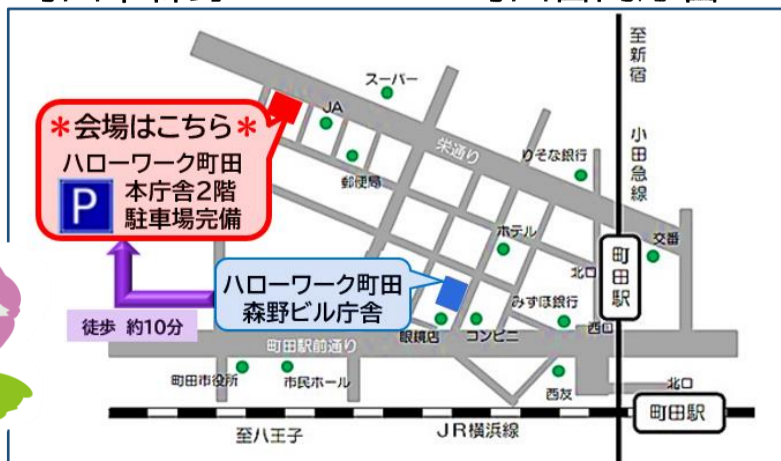 至新宿
小田急線
スーパー
JA
＊会場はこちら＊
ハローワーク町田
P
本庁舎2階
駐車場完備
栄通り
りそな銀行
郵便局
ホテル
交番
北口
町田駅
ハローワーク町田
森野ビル庁舎
みずほ銀行
西口
徒歩 約10分
眼鏡店
コンビニ
町田駅前通り
町田市役所
市民ホール
西友
北口
町田駅
至八王子
JR横浜線